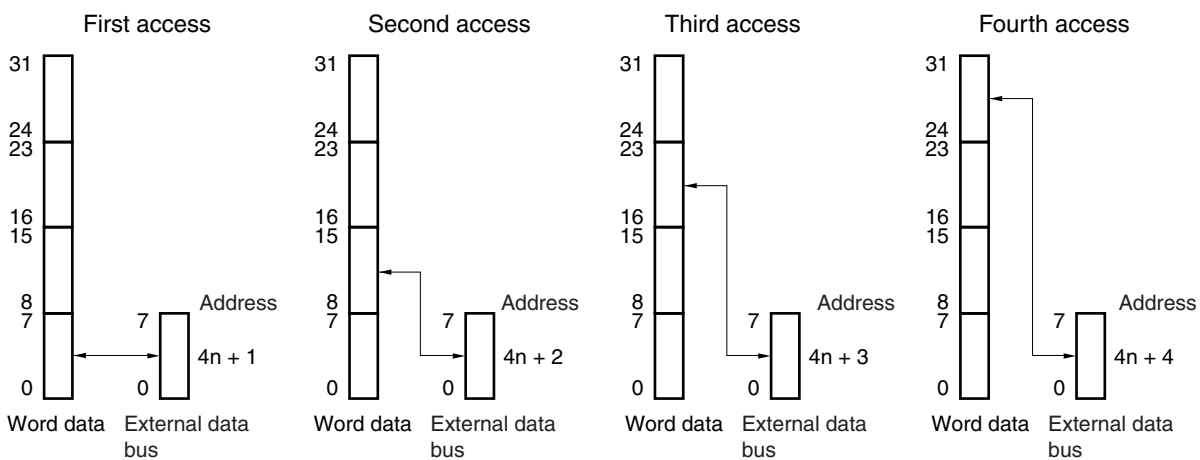 First access
31
24
23
16
15
8
7
0
7
0
Address
4n + 1
Word data
External data
bus
Second access
31
24
23
16
15
8
7
0
7
0
Address
4n + 2
Word data
External data
bus
Third access
31
24
23
16
15
8
7
0
7
0
Address
4n + 3
Word data
External data
bus
Fourth access
31
24
23
16
15
8
7
0
7
0
Address
4n + 4
Word data
External data
bus